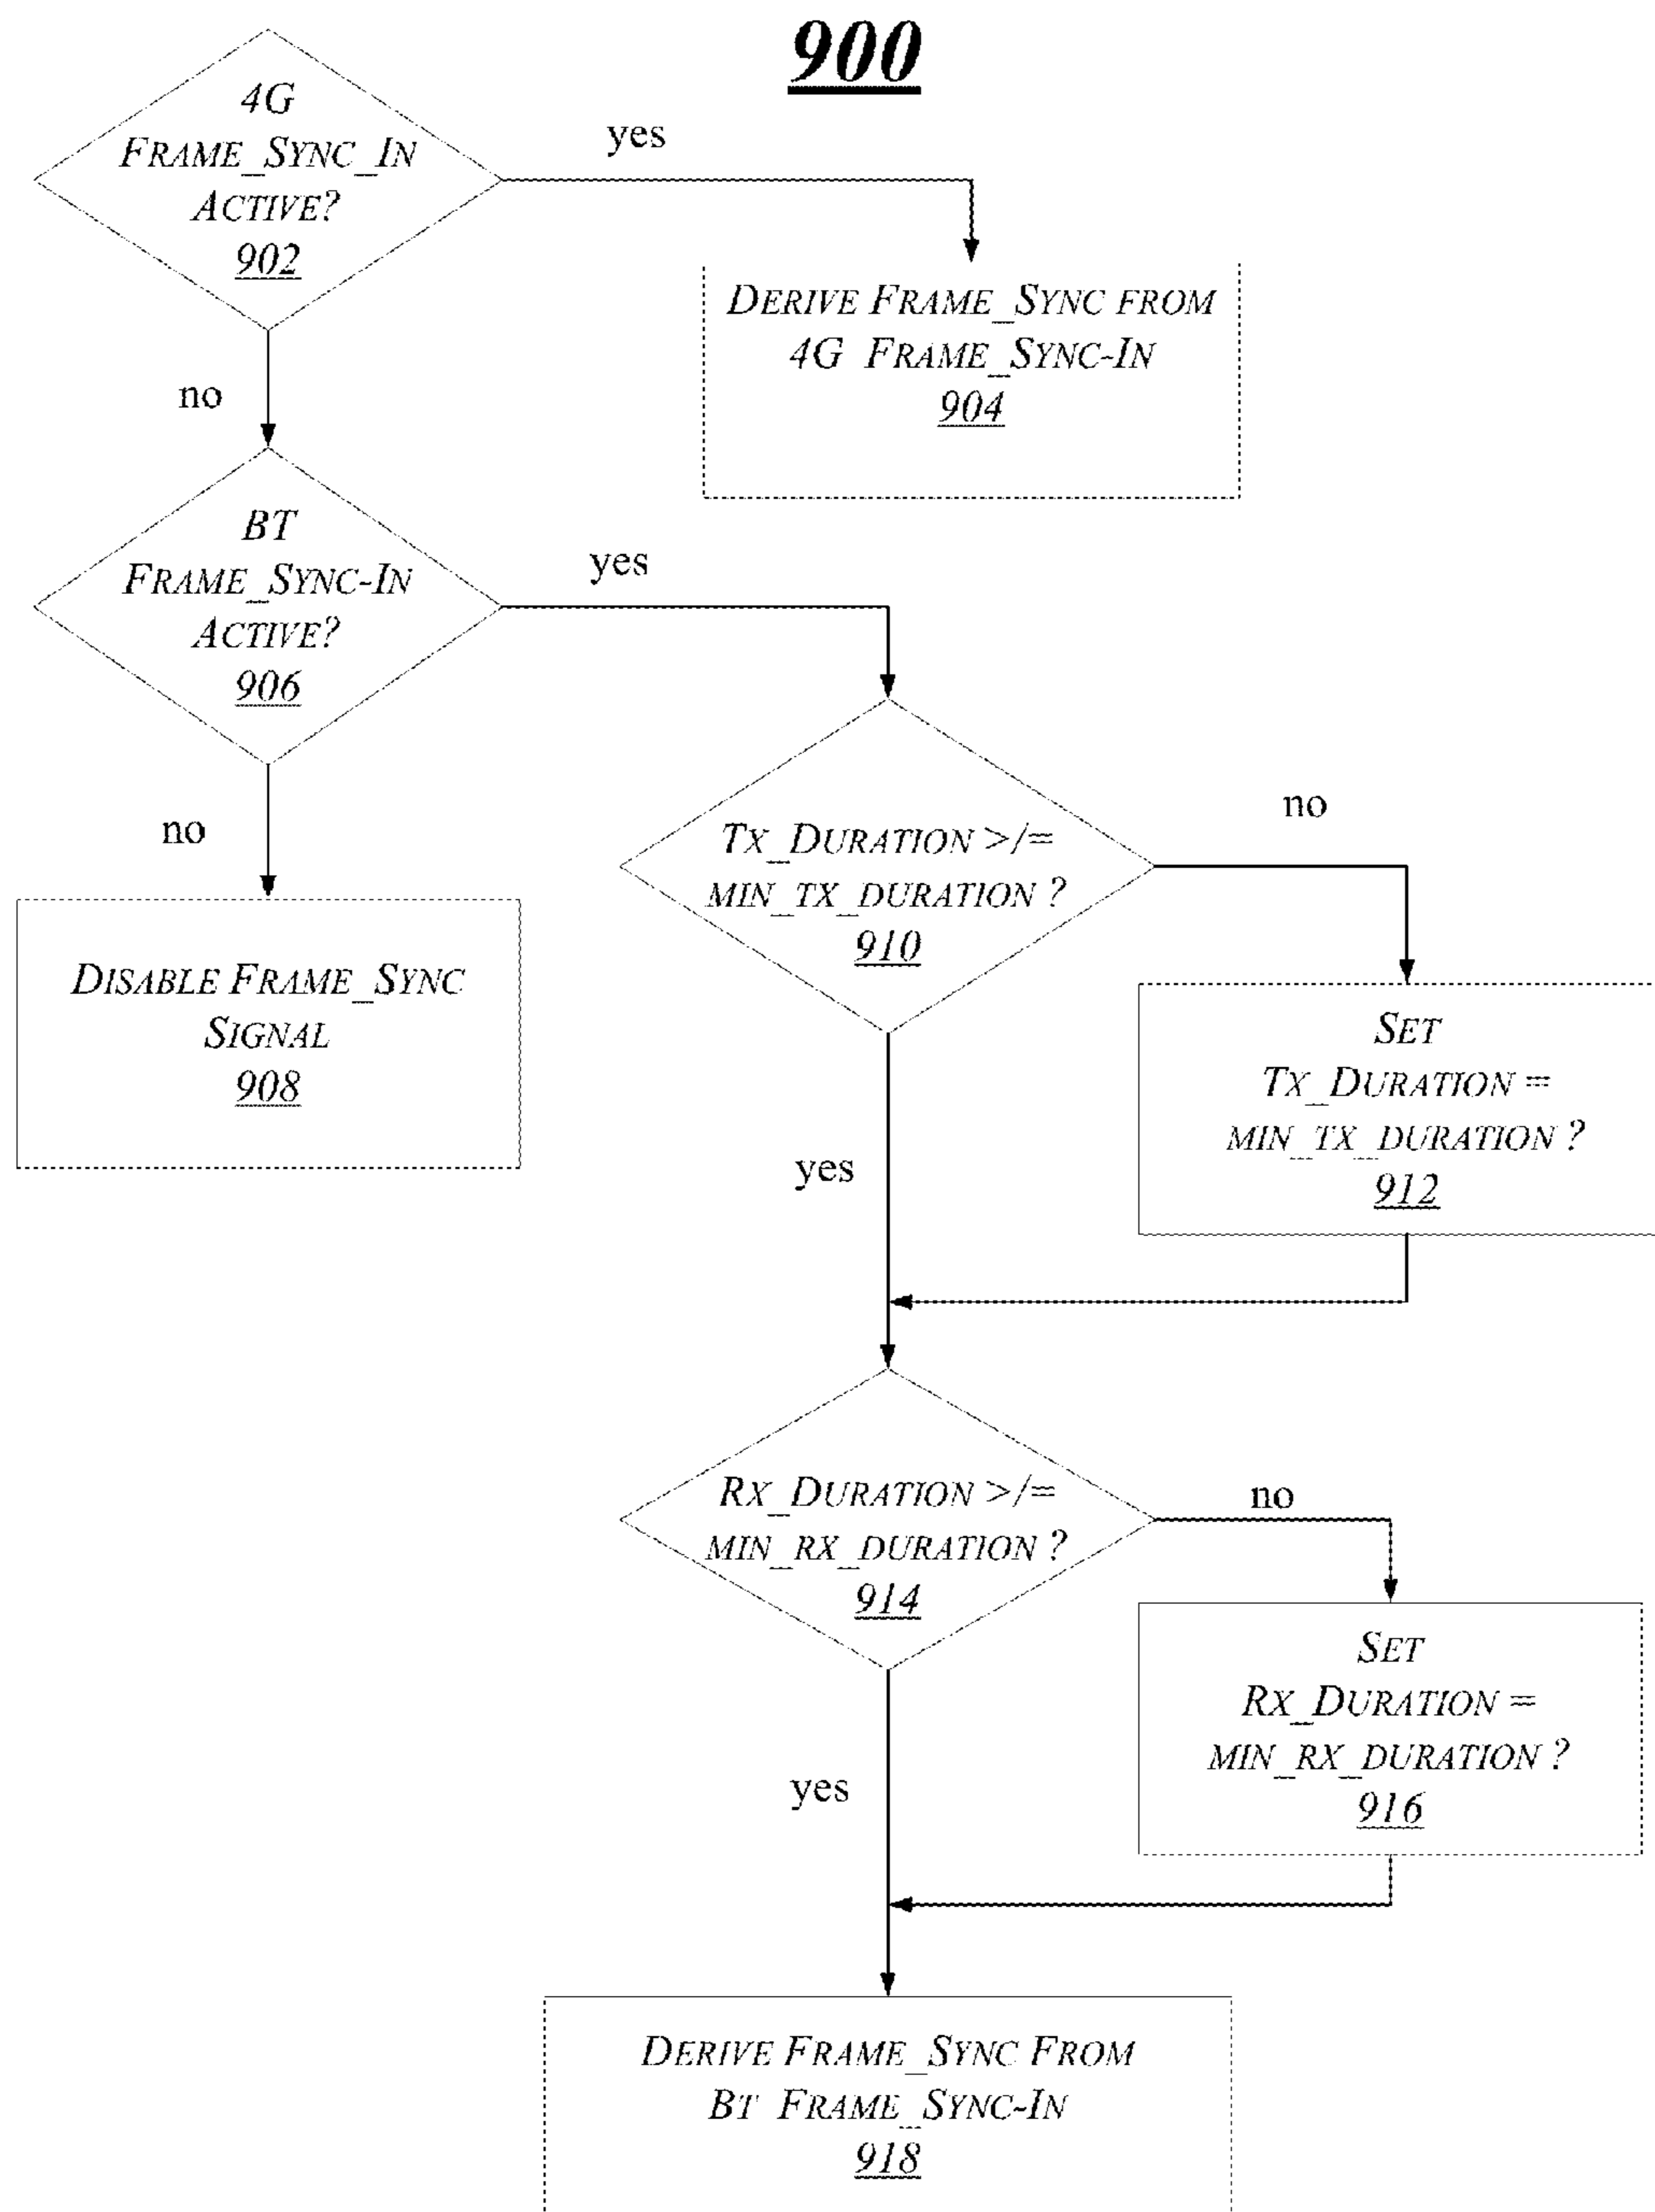 900
4G
FRAME_SYNC_IN
ACTIVE?
902
yes
DERIVE FRAME_SYNC FROM
4G FRAME_SYNC-IN
904
no
BT
FRAME_SYNC-IN
ACTIVE?
906
yes
no
DISABLE FRAME_SYNC
SIGNAL
908
TX_DURATION >/=
MIN_TX_DURATION ?
910
no
SET
TX_DURATION =
MIN_TX_DURATION ?
912
yes
RX_DURATION >/=
MIN_RX_DURATION ?
914
no
SET
RX_DURATION =
MIN_RX_DURATION ?
916
yes
DERIVE FRAME_SYNC FROM
BT FRAME_SYNC-IN
918